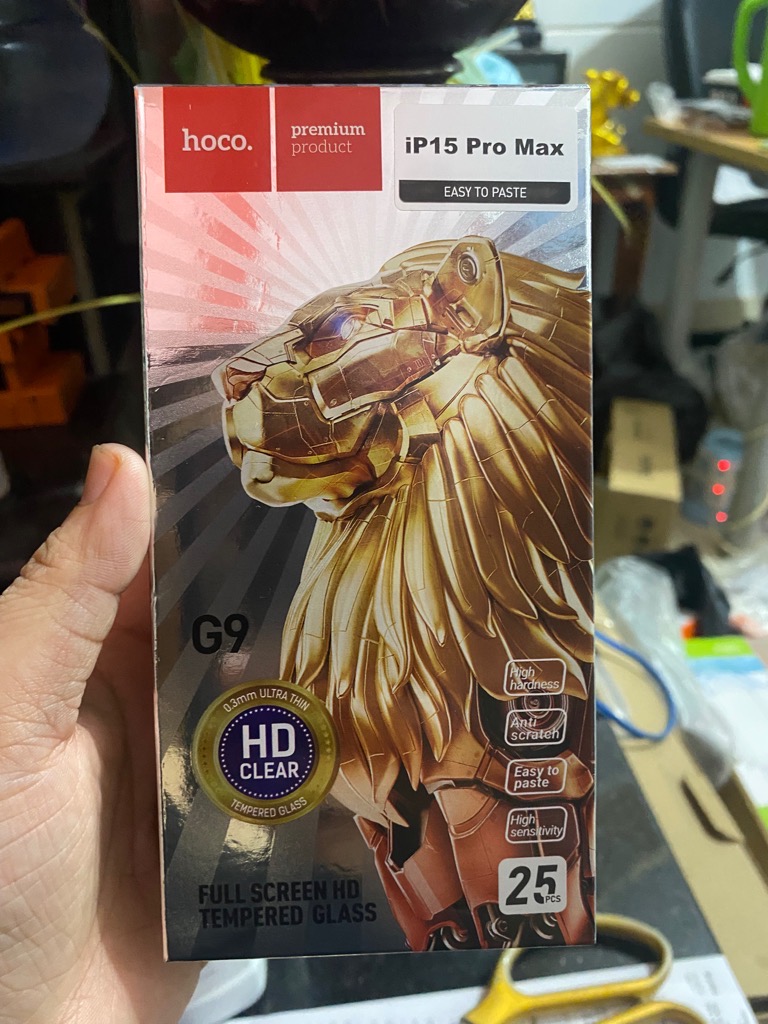 hoco.
premium
product
iP15 Pro Max
EASY TO PASTE
G9
0.3mm ULTRA THIN
HD
CLEAR
TEMPERED GLASS
High
hardness
Anti
scratch
Easy to
paste
High
sensitivity
25
PCS
FULL SCREEN HD
TEMPERED GLASS